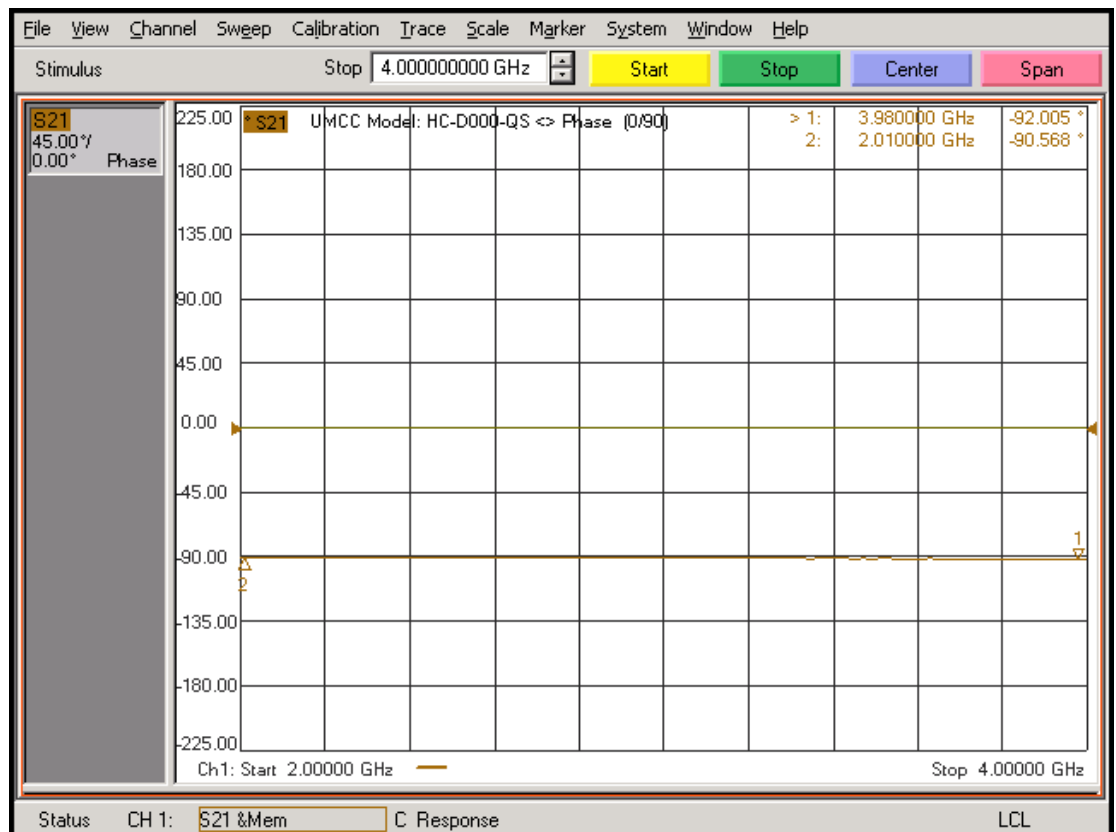 File View Channel Sweep Calibration Trace Scale Marker System Window Help
Stimulus Stop 4.000000000 GHz Start Stop Center Span
S21
45.00°/
0.00° Phase
° S21 UMCC Model: HC-D000-QS <> Phase (0/90)
> 1: 3.980000 GHz -92.005 °
2: 2.010000 GHz -90.568 °
225.00
180.00
135.00
90.00
45.00
0.00
-45.00
-90.00
1
2
-135.00
-180.00
-225.00
Ch1: Start 2.00000 GHz Stop 4.00000 GHz
Status CH 1: S21 &Mem C Response LCL